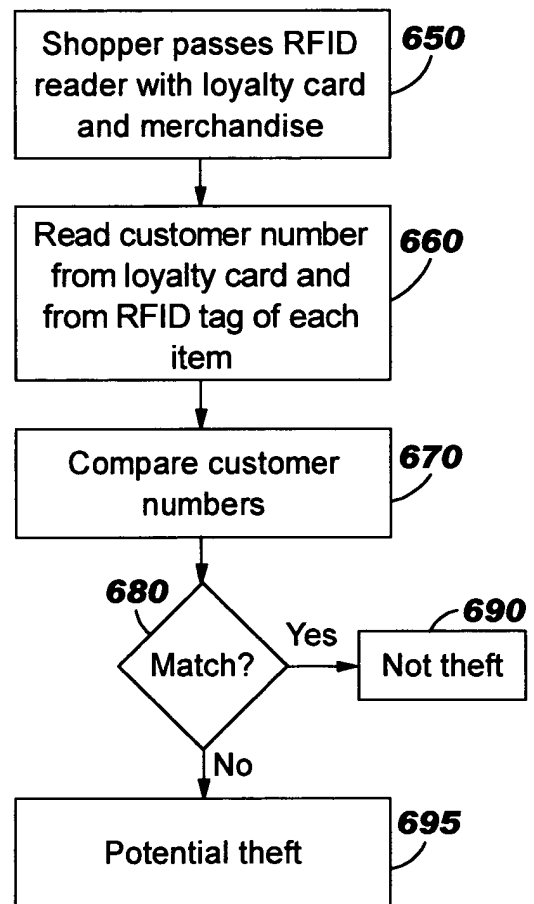 Shopper passes RFID
reader with loyalty card
and merchandise
650
Read customer number
from loyalty card and
from RFID tag of each
item
660
Compare customer
numbers
670
680
Match?
Yes
690
Not theft
No
Potential theft
695